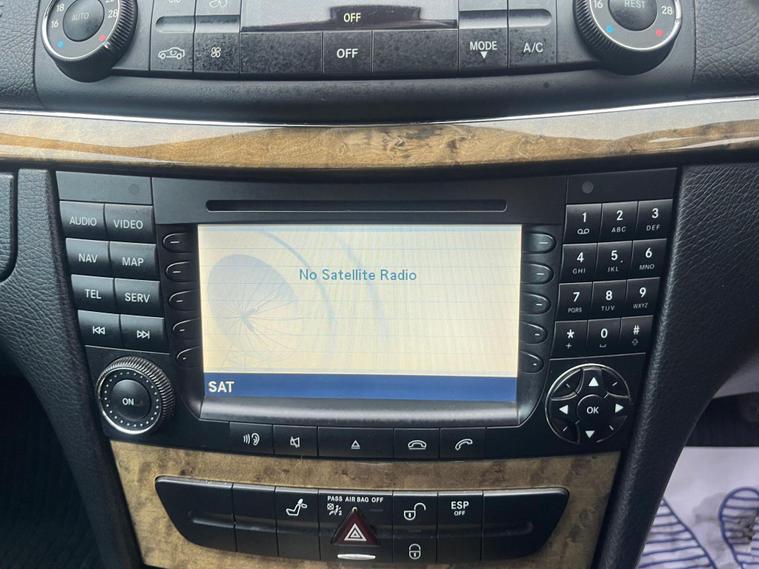 16
18
AUTO
28
OFF
16
REST
28
OFF
MODE
A/C
AUDIO VIDEO
NAV MAP
TEL SERV
ON
No Satellite Radio
SAT
1
2 ABC
3 DEF
4 GHI
5 JKL
6 MNO
7 PQRS
8 TUV
9 WXYZ
*
+
0
#
OK
PASS AIR BAG OFF
ESP
OFF